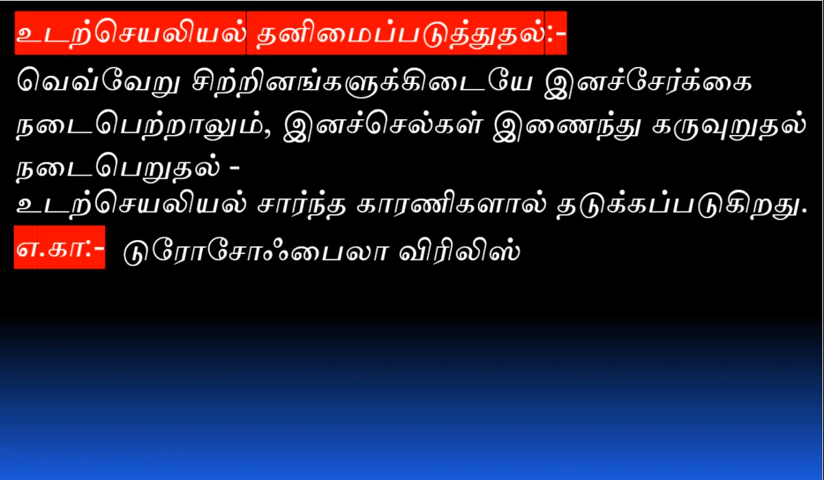 உடற்செயலியல் தனிமைப்படுத்துதல்:-
வெவ்வேறு சிற்றினங்களுக்கிடையே இனச்சேர்க்கை
நடைபெற்றாலும், இனச்செல்கள் இணைந்து கருவுறுதல்
நடைபெறுதல் -
உடற்செயலியல் சார்ந்த காரணிகளால் தடுக்கப்படுகிறது.
எ.கா:- டுரோசோஃபைலா விரிலிஸ்